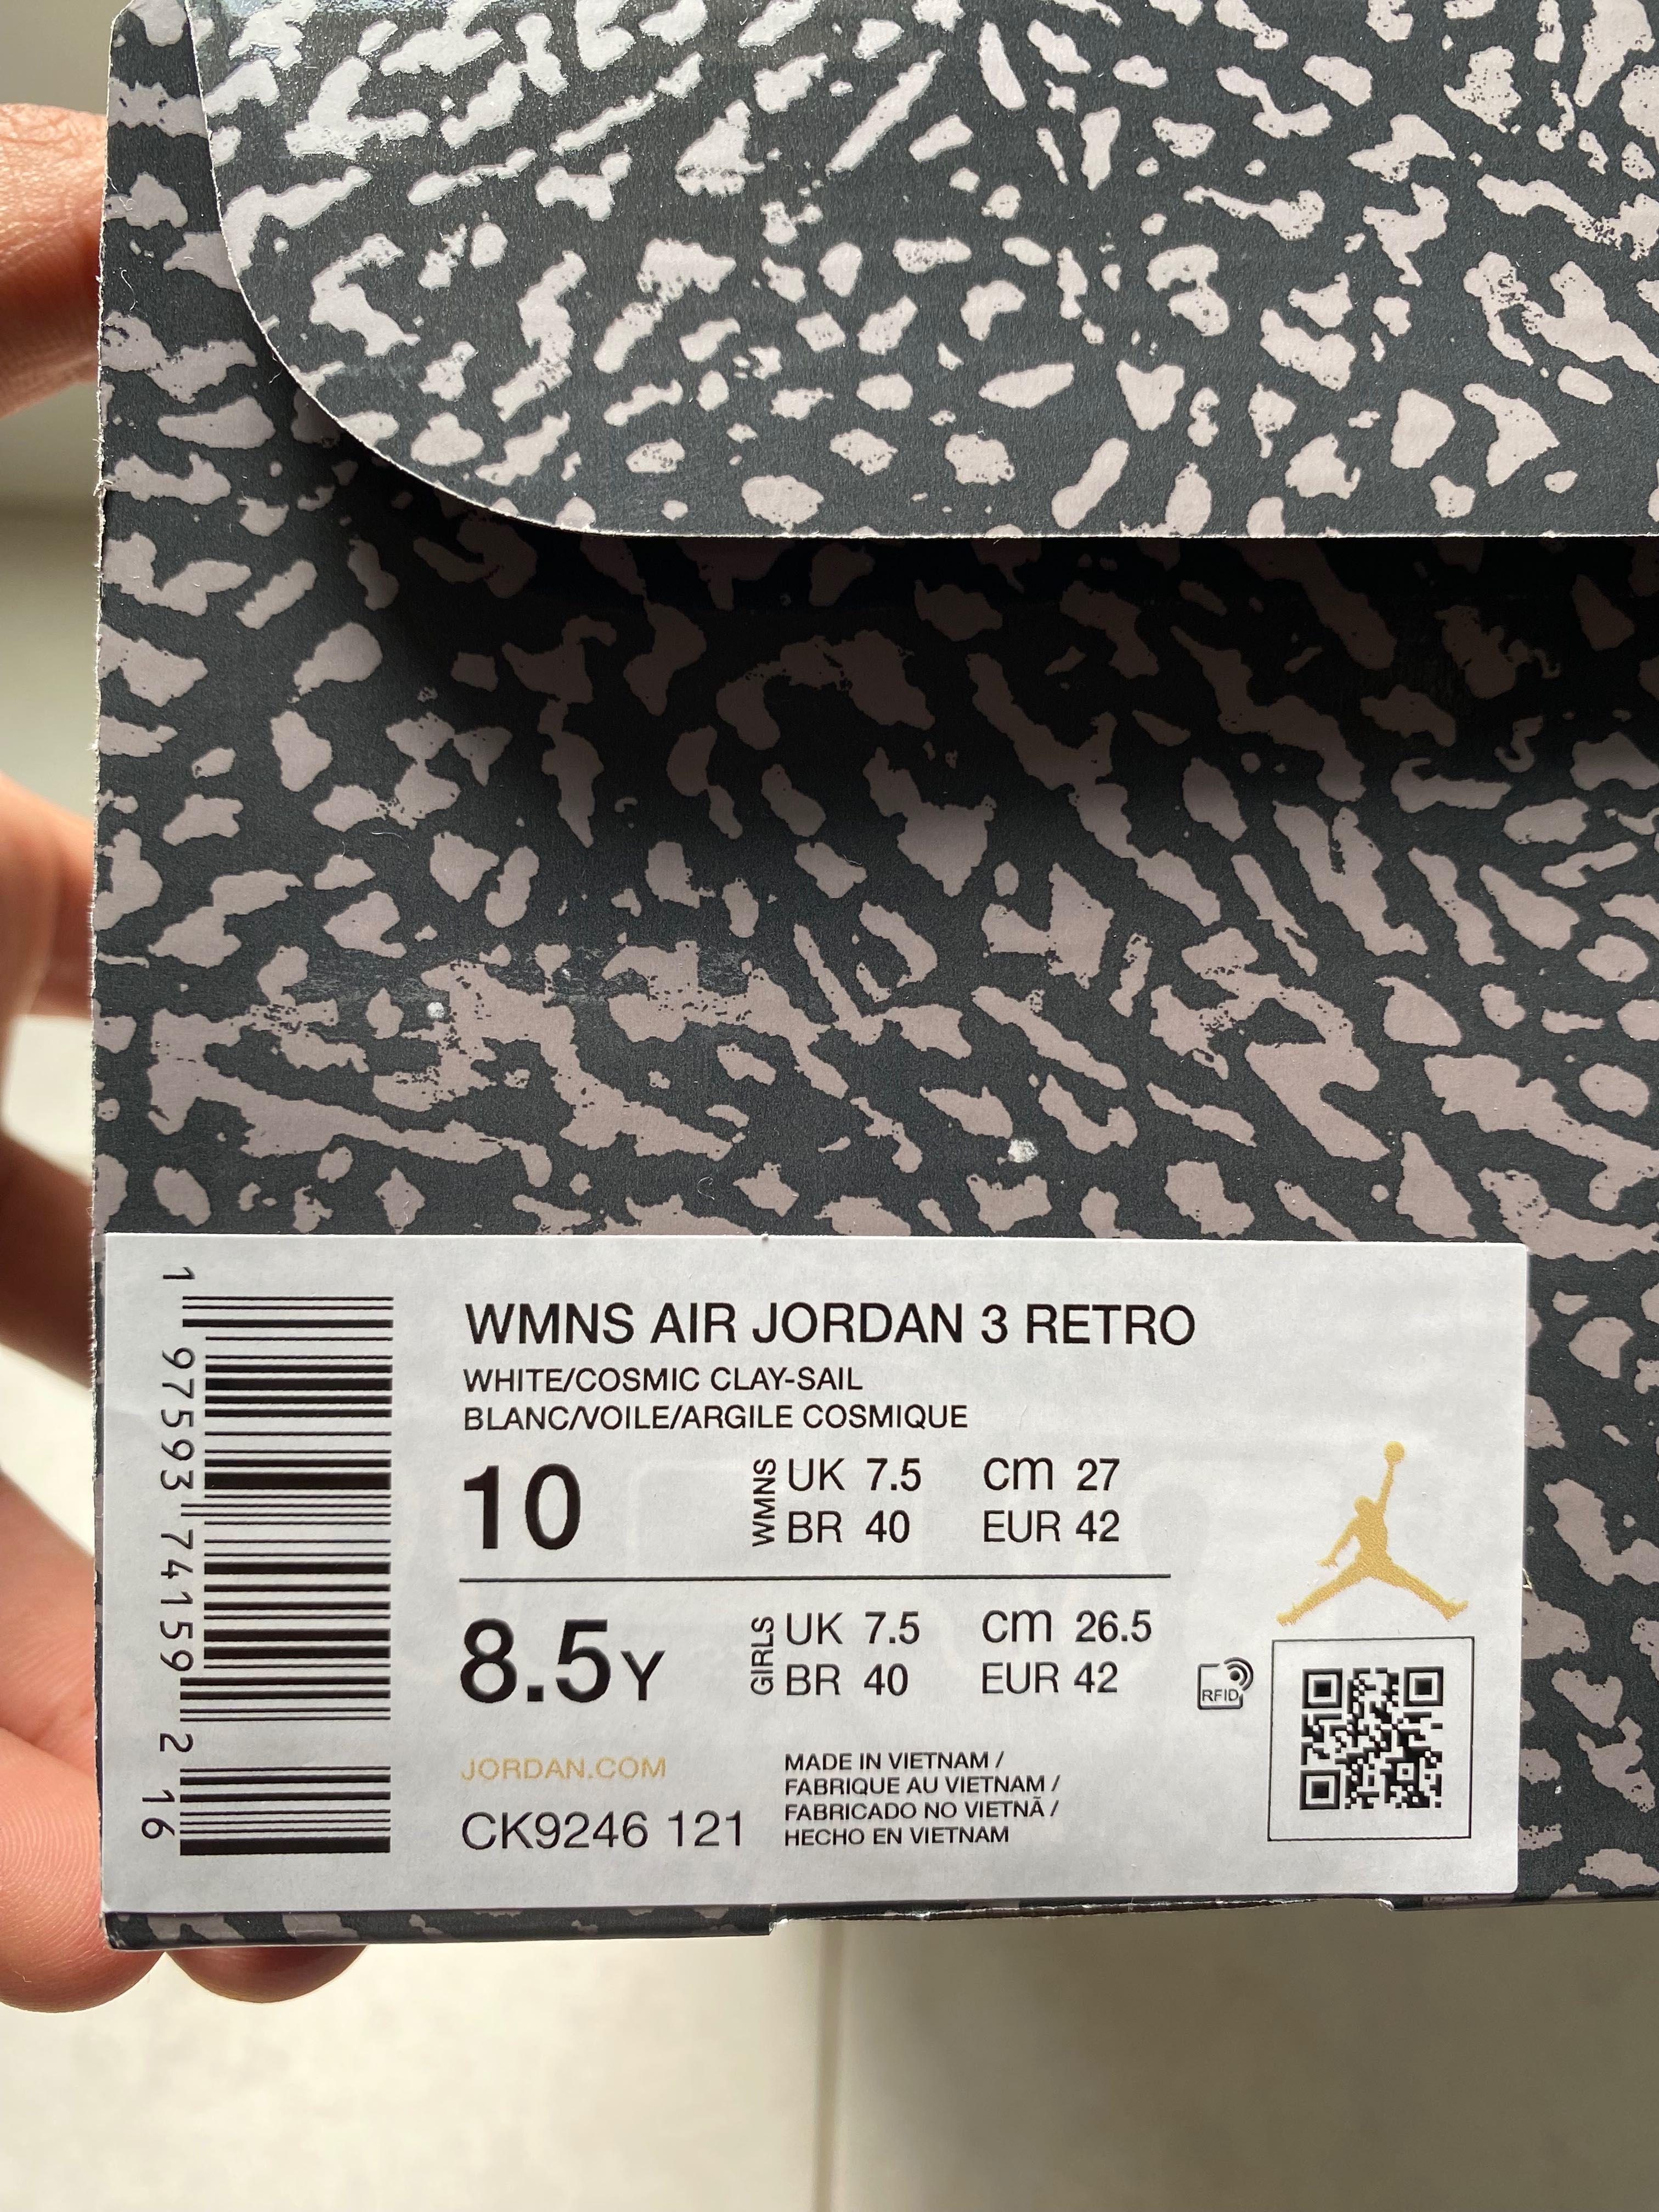 WMNS AIR JORDAN 3 RETRO
WHITE/COSMIC CLAY-SAIL
BLANC/VOILE/ARGILE COSMIQUE
10
WMNS
UK 7.5 CM 27
BR 40 EUR 42
8.5Y
GIRLS
UK 7.5 CM 26.5
BR 40 EUR 42
RFID
JORDAN.COM
CK9246 121
MADE IN VIETNAM /
FABRIQUE AU VIETNAM /
FABRICADO NO VIETNÃ /
HECHO EN VIETNAM
1 97593 74159 2 16